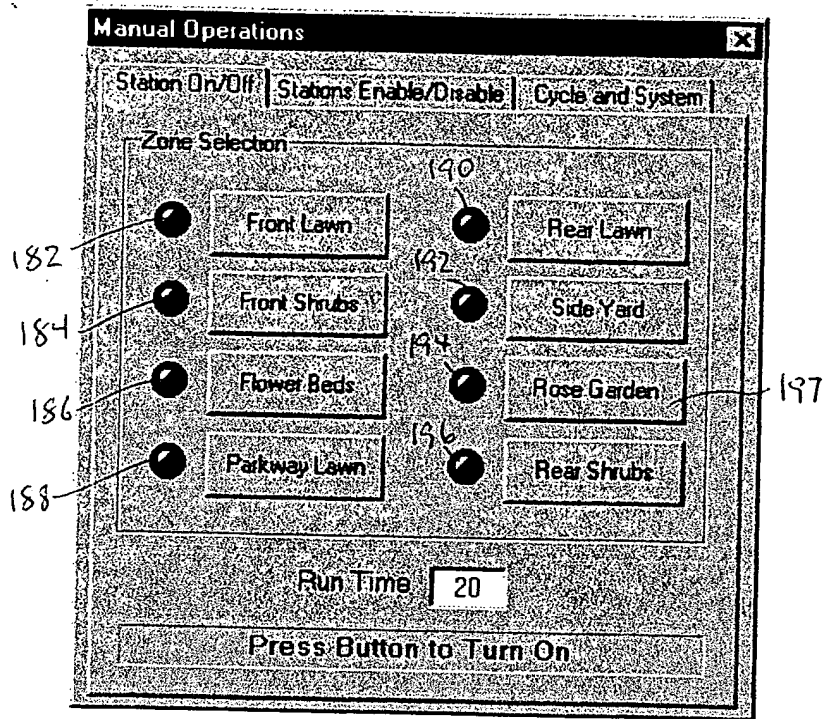 Manual Operations
Station On/Off Stations Enable/Disable Cycle and System
Zone Selection
190
Front Lawn Rear Lawn
182
192
Front Shrubs Side Yard
184
194
Flower Beds Rose Garden 197
186
196
Parkway Lawn Rear Shrubs
188
Run Time 20
Press Button to Turn On